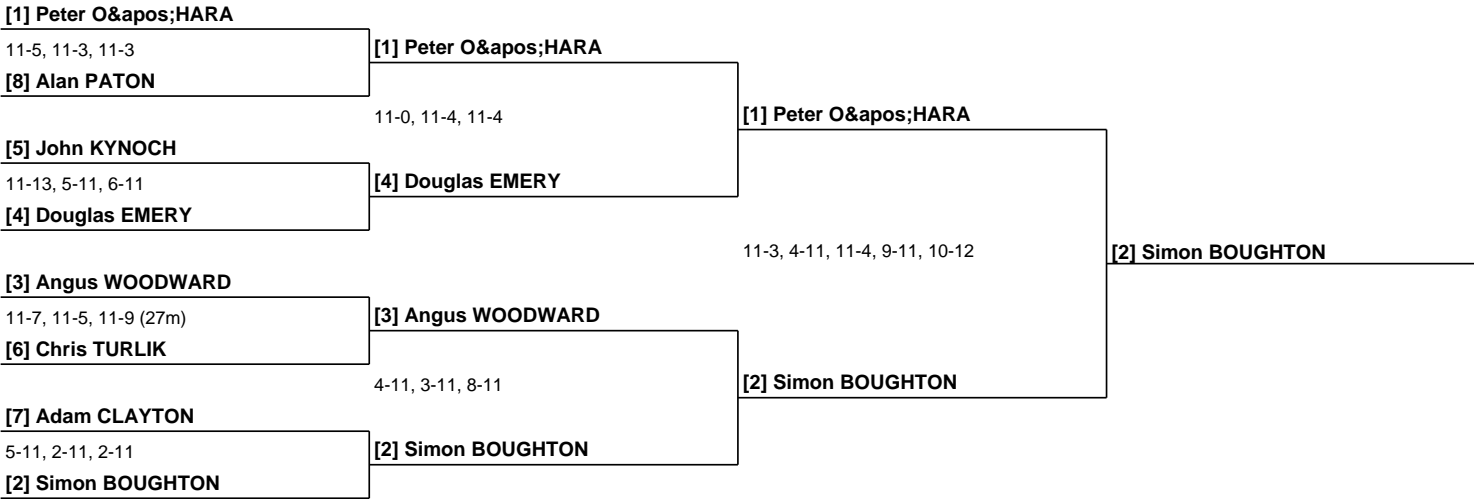 [1] Peter O&apos;HARA
11-5, 11-3, 11-3
[8] Alan PATON
[5] John KYNOCH
11-13, 5-11, 6-11
[4] Douglas EMERY
[3] Angus WOODWARD
11-7, 11-5, 11-9 (27m)
[6] Chris TURLIK
[7] Adam CLAYTON
5-11, 2-11, 2-11
[2] Simon BOUGHTON
[1] Peter O&apos;HARA
11-0, 11-4, 11-4
[4] Douglas EMERY
[3] Angus WOODWARD
4-11, 3-11, 8-11
[2] Simon BOUGHTON
[1] Peter O&apos;HARA
11-3, 4-11, 11-4, 9-11, 10-12
[2] Simon BOUGHTON
[2] Simon BOUGHTON